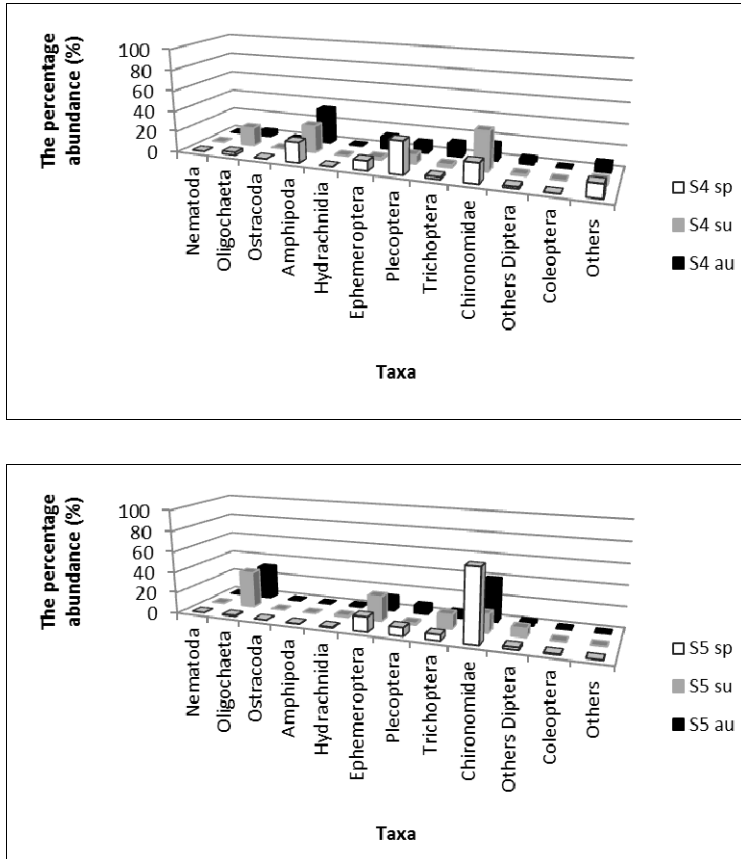 The percentage
abundance (%)
100
80
60
40
20
0
Nematoda
Oligochaeta
Ostracoda
Amphipoda
Hydrachnidia
Ephemeroptera
Plecoptera
Trichoptera
Chironomidae
Others Diptera
Coleoptera
Others
Taxa
S4 sp
S4 su
S4 au
The percentage
abundance (%)
100
80
60
40
20
0
Nematoda
Oligochaeta
Ostracoda
Amphipoda
Hydrachnidia
Ephemeroptera
Plecoptera
Trichoptera
Chironomidae
Others Diptera
Coleoptera
Others
Taxa
S5 sp
S5 su
S5 au